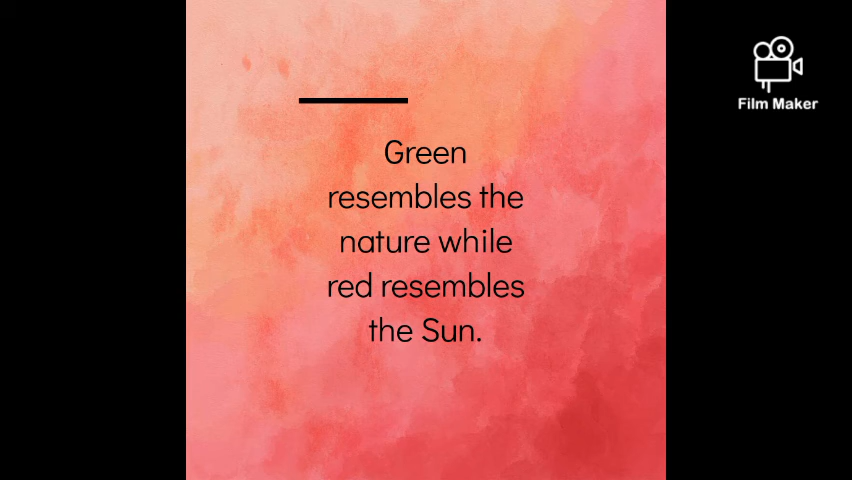 Green
resembles the
nature while
red resembles
the Sun.
Film Maker